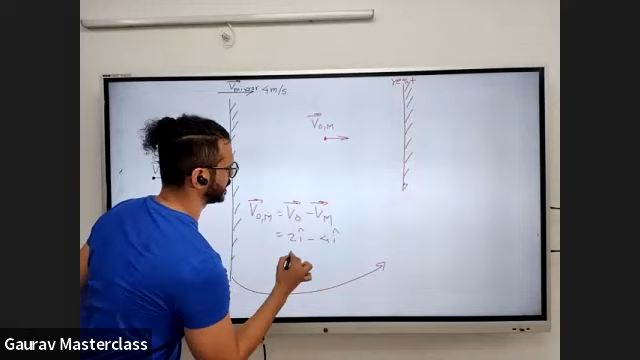 V⃗mirror 4m/s
rest
V⃗O,M
V⃗O,M = V⃗O - V⃗M
= 2î - 4î
Gaurav Masterclass